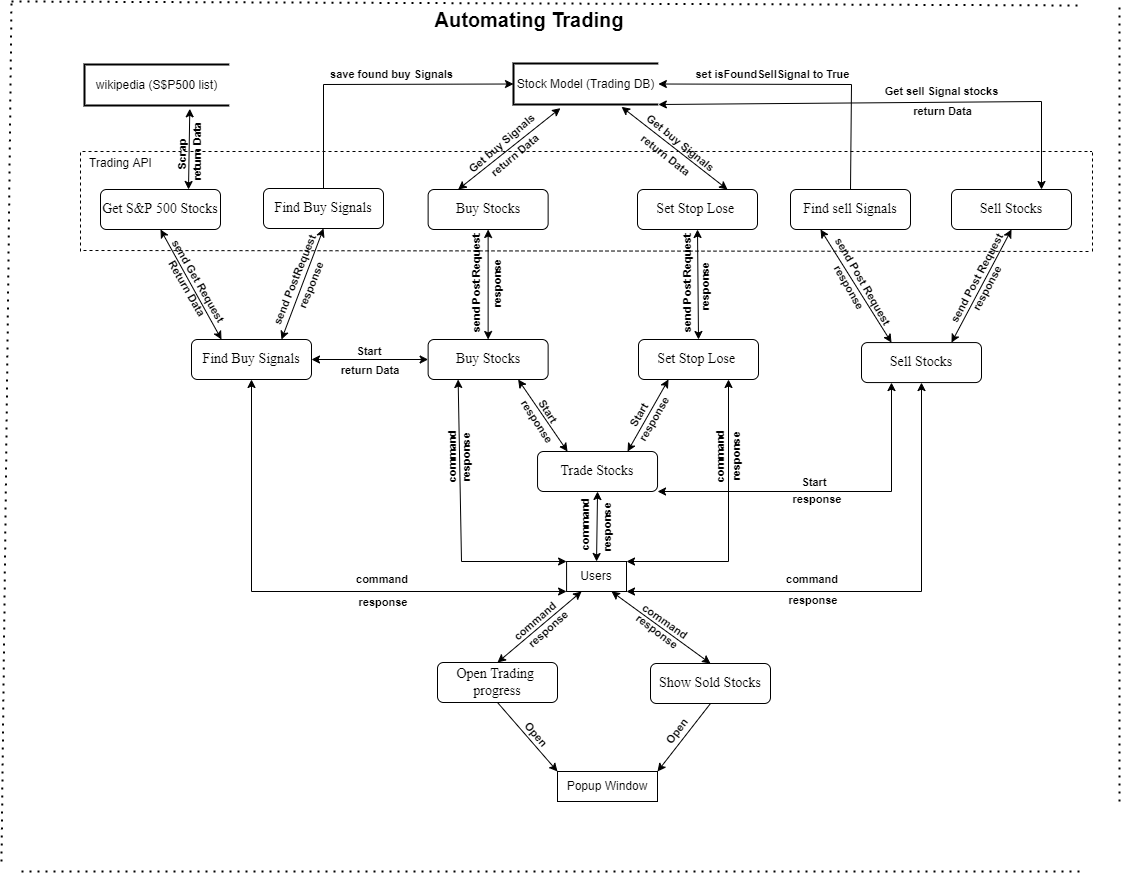 Automating Trading
wikipedia (S$P500 list)
save found buy Signals
Stock Model (Trading DB)
set isFoundSellSignal to True
Get sell Signal stocks
return Data
Scrap
return Data
Get buy Signals
return Data
Get buy Signals
return Data
Trading API
Get S&P 500 Stocks
Find Buy Signals
Buy Stocks
Set Stop Lose
Find sell Signals
Sell Stocks
send Get Request
Return Data
send PostRequest
response
send Post Request
response
send Post Request
response
send Post Request
response
send Post Request
response
Find Buy Signals
Start
return Data
Buy Stocks
Set Stop Lose
Sell Stocks
Start
response
Start
response
command
response
command
response
Trade Stocks
Start
response
command
response
Users
command
response
command
response
command
response
command
response
Open Trading
progress
Show Sold Stocks
Open
Open
Popup Window